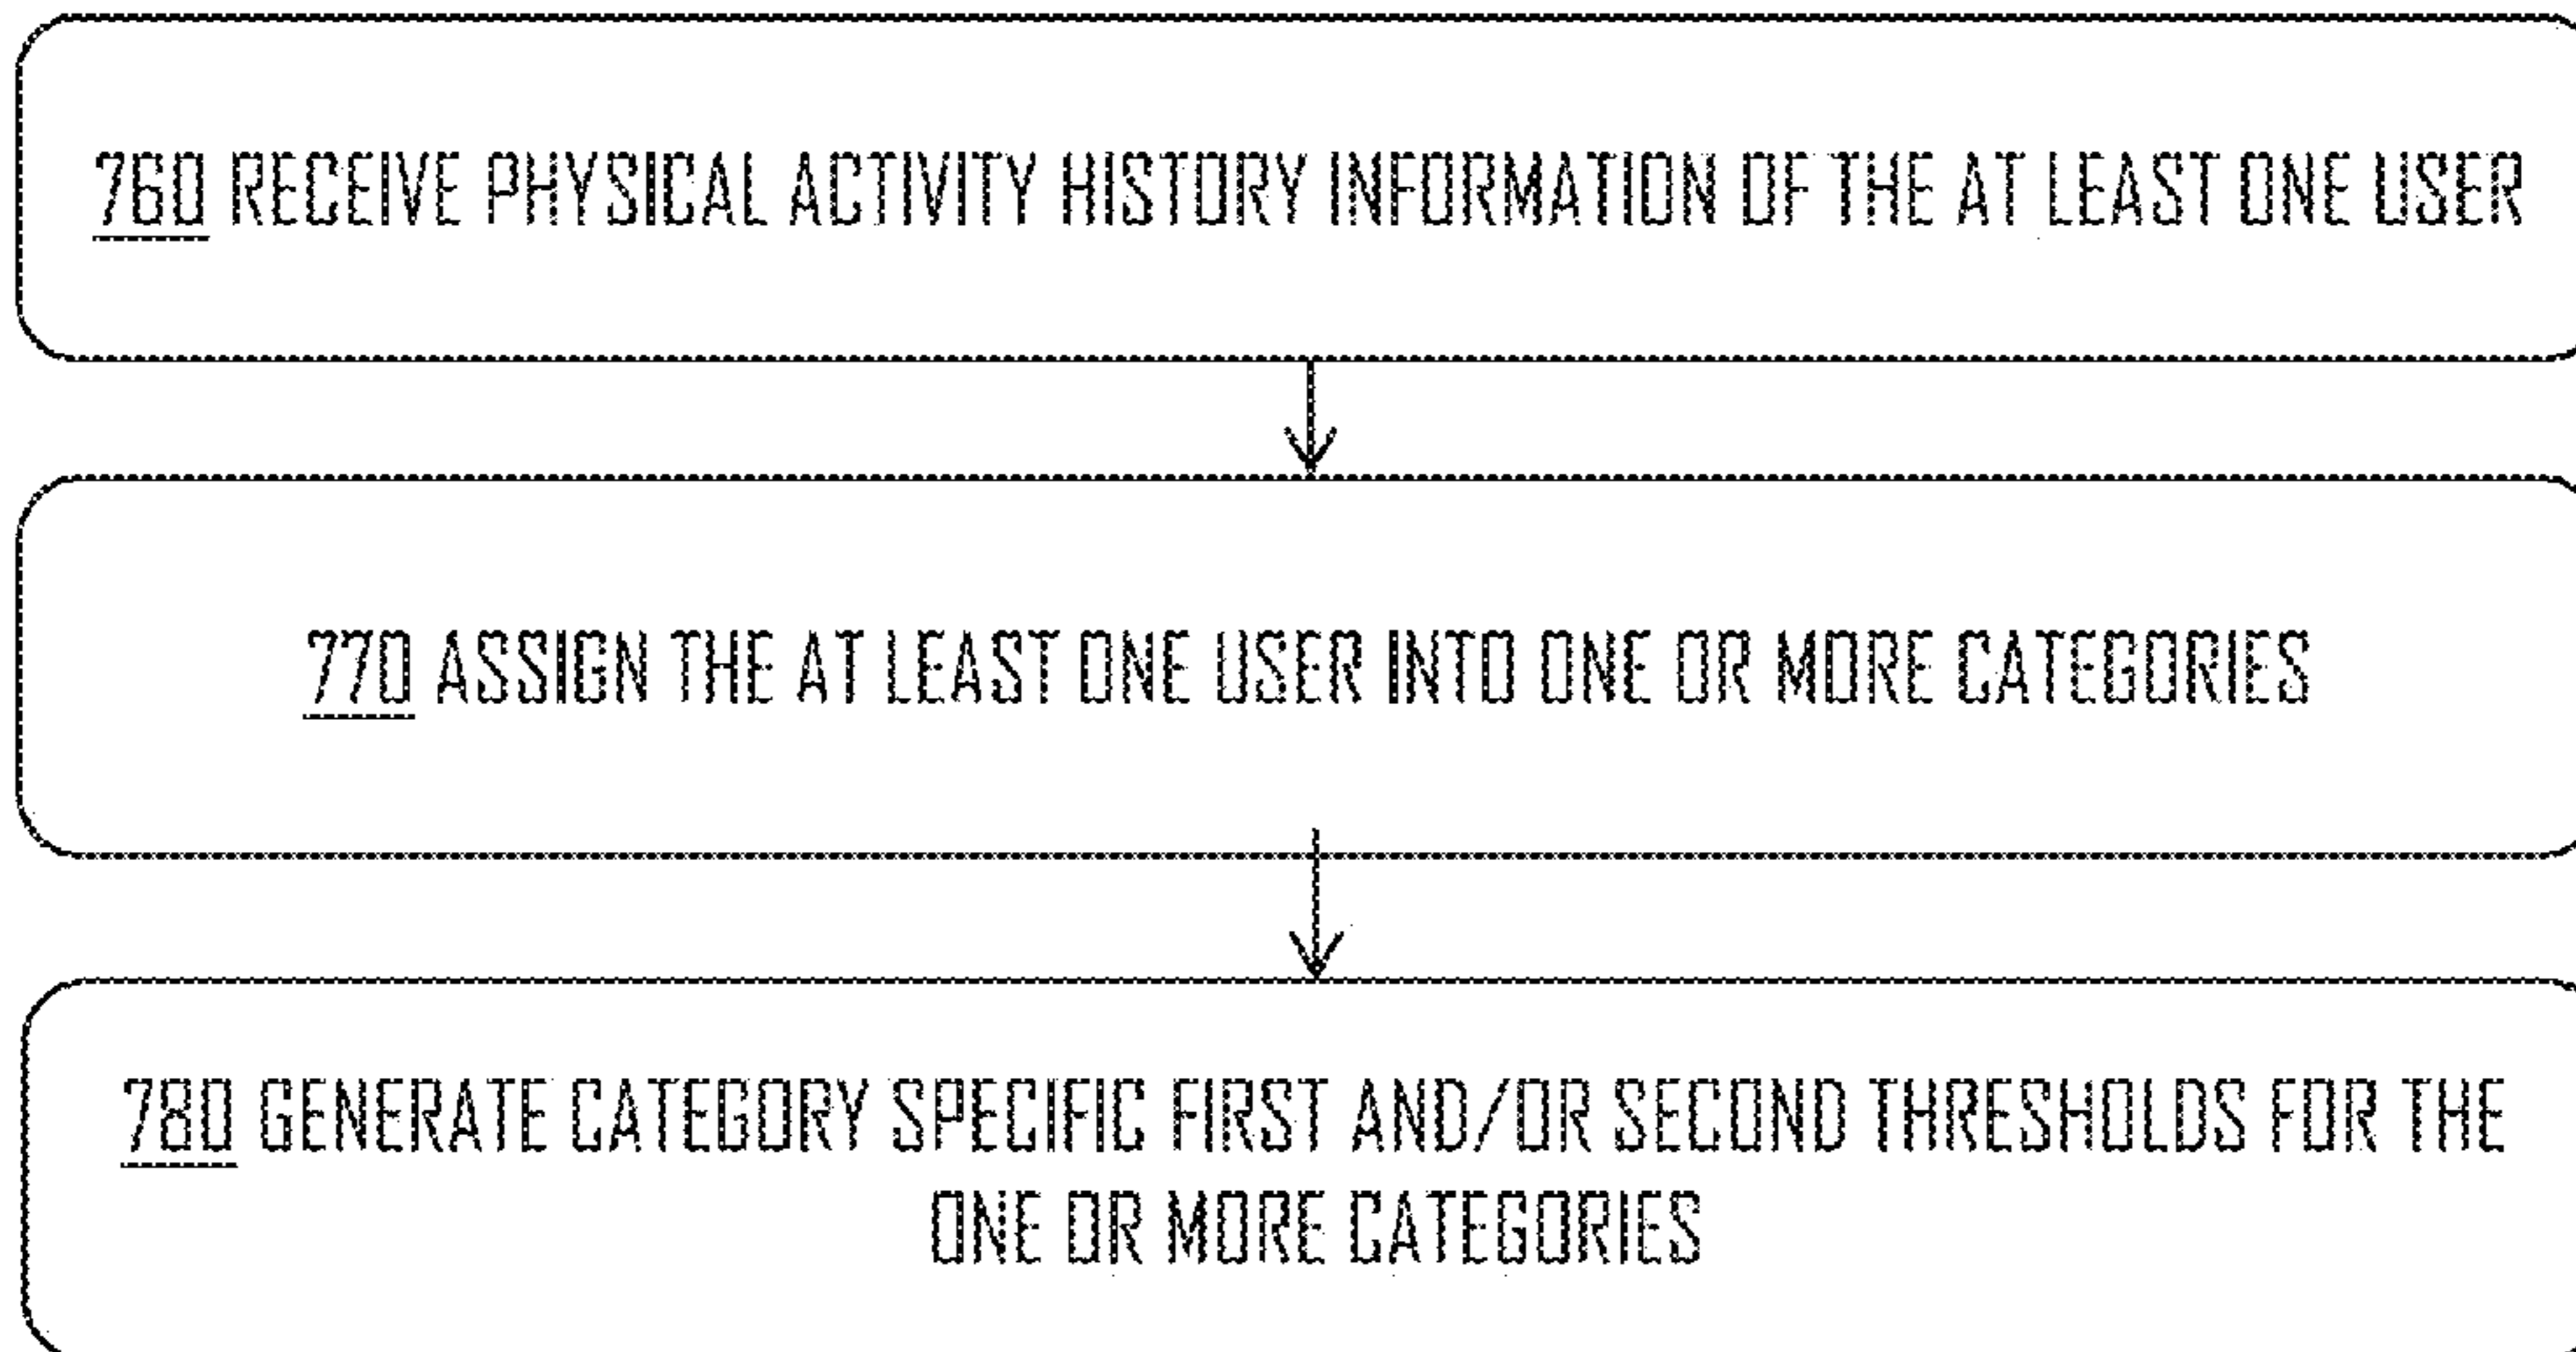 760 RECEIVE PHYSICAL ACTIVITY HISTORY INFORMATION OF THE AT LEAST ONE USER
770 ASSIGN THE AT LEAST ONE USER INTO ONE OR MORE CATEGORIES
780 GENERATE CATEGORY SPECIFIC FIRST AND/OR SECOND THRESHOLDS FOR THE
ONE OR MORE CATEGORIES